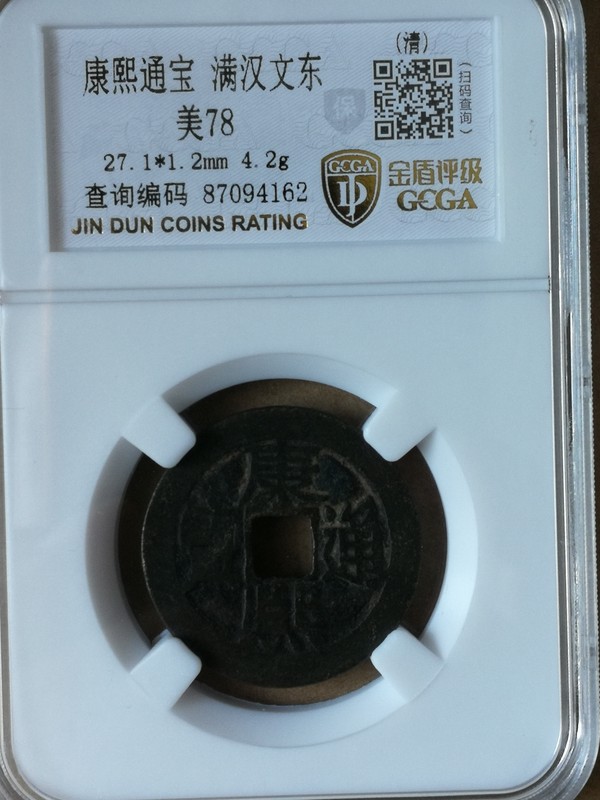 (清)
康熙通宝 满汉文东
美78
27.1*1.2mm 4.2g
查询编码 87094162
JIN DUN COINS RATING
保
(扫码查询)
GCGA
金盾评级
GCGA
康
通
熙